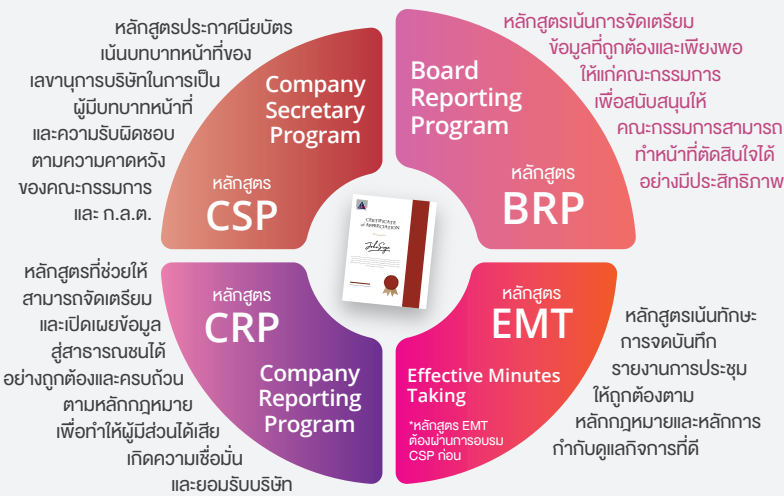 หลักสูตรประกาศนียบัตร
เน้นบทบาทหน้าที่ของ
เลขานุการบริษัทในการเป็น
ผู้มีบทบาทหน้าที่
และความรับผิดชอบ
ตามความคาดหวัง
ของคณะกรรมการ
และ ก.ล.ต.
Company
Secretary
Program
หลักสูตร
CSP
Board
Reporting
Program
หลักสูตร
BRP
หลักสูตรเน้นการจัดเตรียม
ข้อมูลที่ถูกต้องและเพียงพอ
ให้แก่คณะกรรมการ
เพื่อสนับสนุนให้
คณะกรรมการสามารถ
ทำหน้าที่ตัดสินใจได้
อย่างมีประสิทธิภาพ
CERTIFICATE
of APPRECIATION
หลักสูตรที่ช่วยให้
สามารถจัดเตรียม
และเปิดเผยข้อมูล
สู่สาธารณชนได้
อย่างถูกต้องและครบถ้วน
ตามหลักกฎหมาย
เพื่อทำให้ผู้มีส่วนได้เสีย
เกิดความเชื่อมั่น
และยอมรับบริษัท
หลักสูตร
CRP
Company
Reporting
Program
หลักสูตร
EMT
Effective Minutes
Taking
*หลักสูตร EMT
ต้องผ่านการอบรม
CSP ก่อน
หลักสูตรเน้นทักษะ
การจดบันทึก
รายงานการประชุม
ให้ถูกต้องตาม
หลักกฎหมายและหลักการ
กำกับดูแลกิจการที่ดี